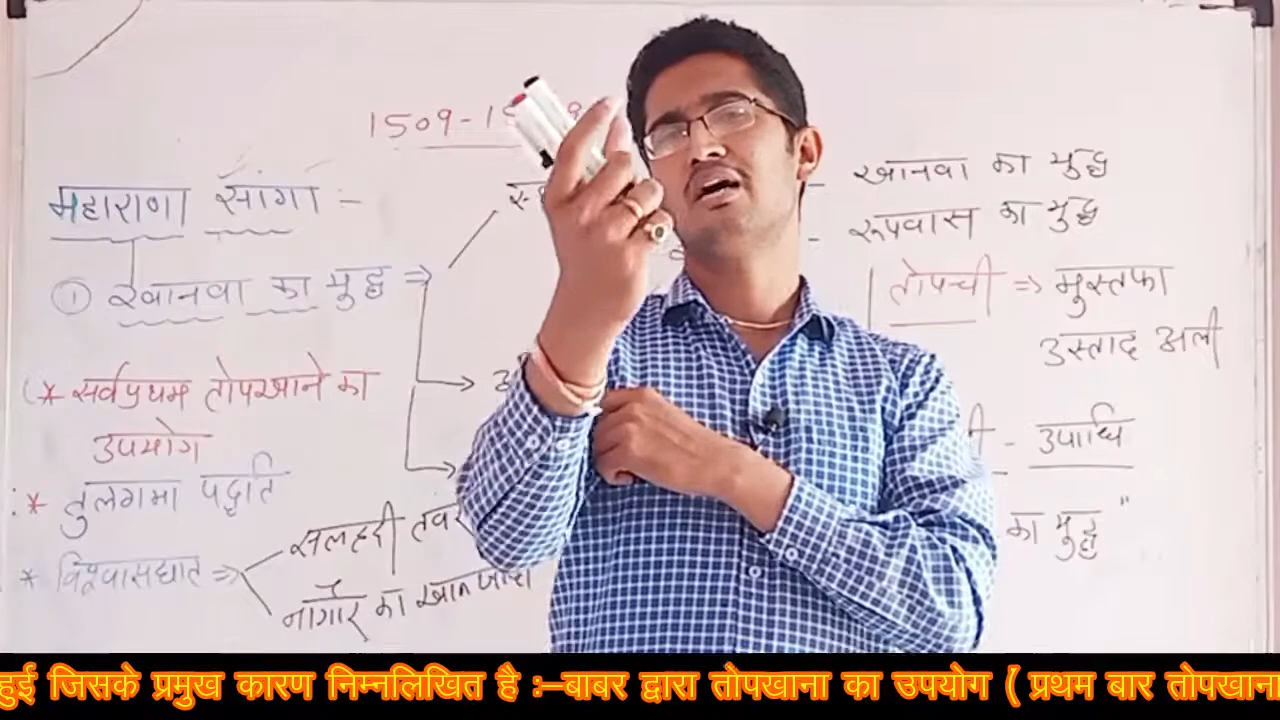 1509-15
महाराणा सांगा :-
① खानवा का युद्ध ⇒
(* सर्वप्रथम तोपखाने का
उपयोग
:* तुलगमा पद्धति
* विश्वासघात ⇒
सलहदी तवर
नागौर का खानजादा
- खानवा का युद्ध
- रूपवास का युद्ध
तोपची ⇒ मुस्तफा
उस्ताद अली
- उपाधि
का युद्ध"
हुई जिसके प्रमुख कारण निम्नलिखित है :–बाबर द्वारा तोपखाना का उपयोग ( प्रथम बार तोपखाना